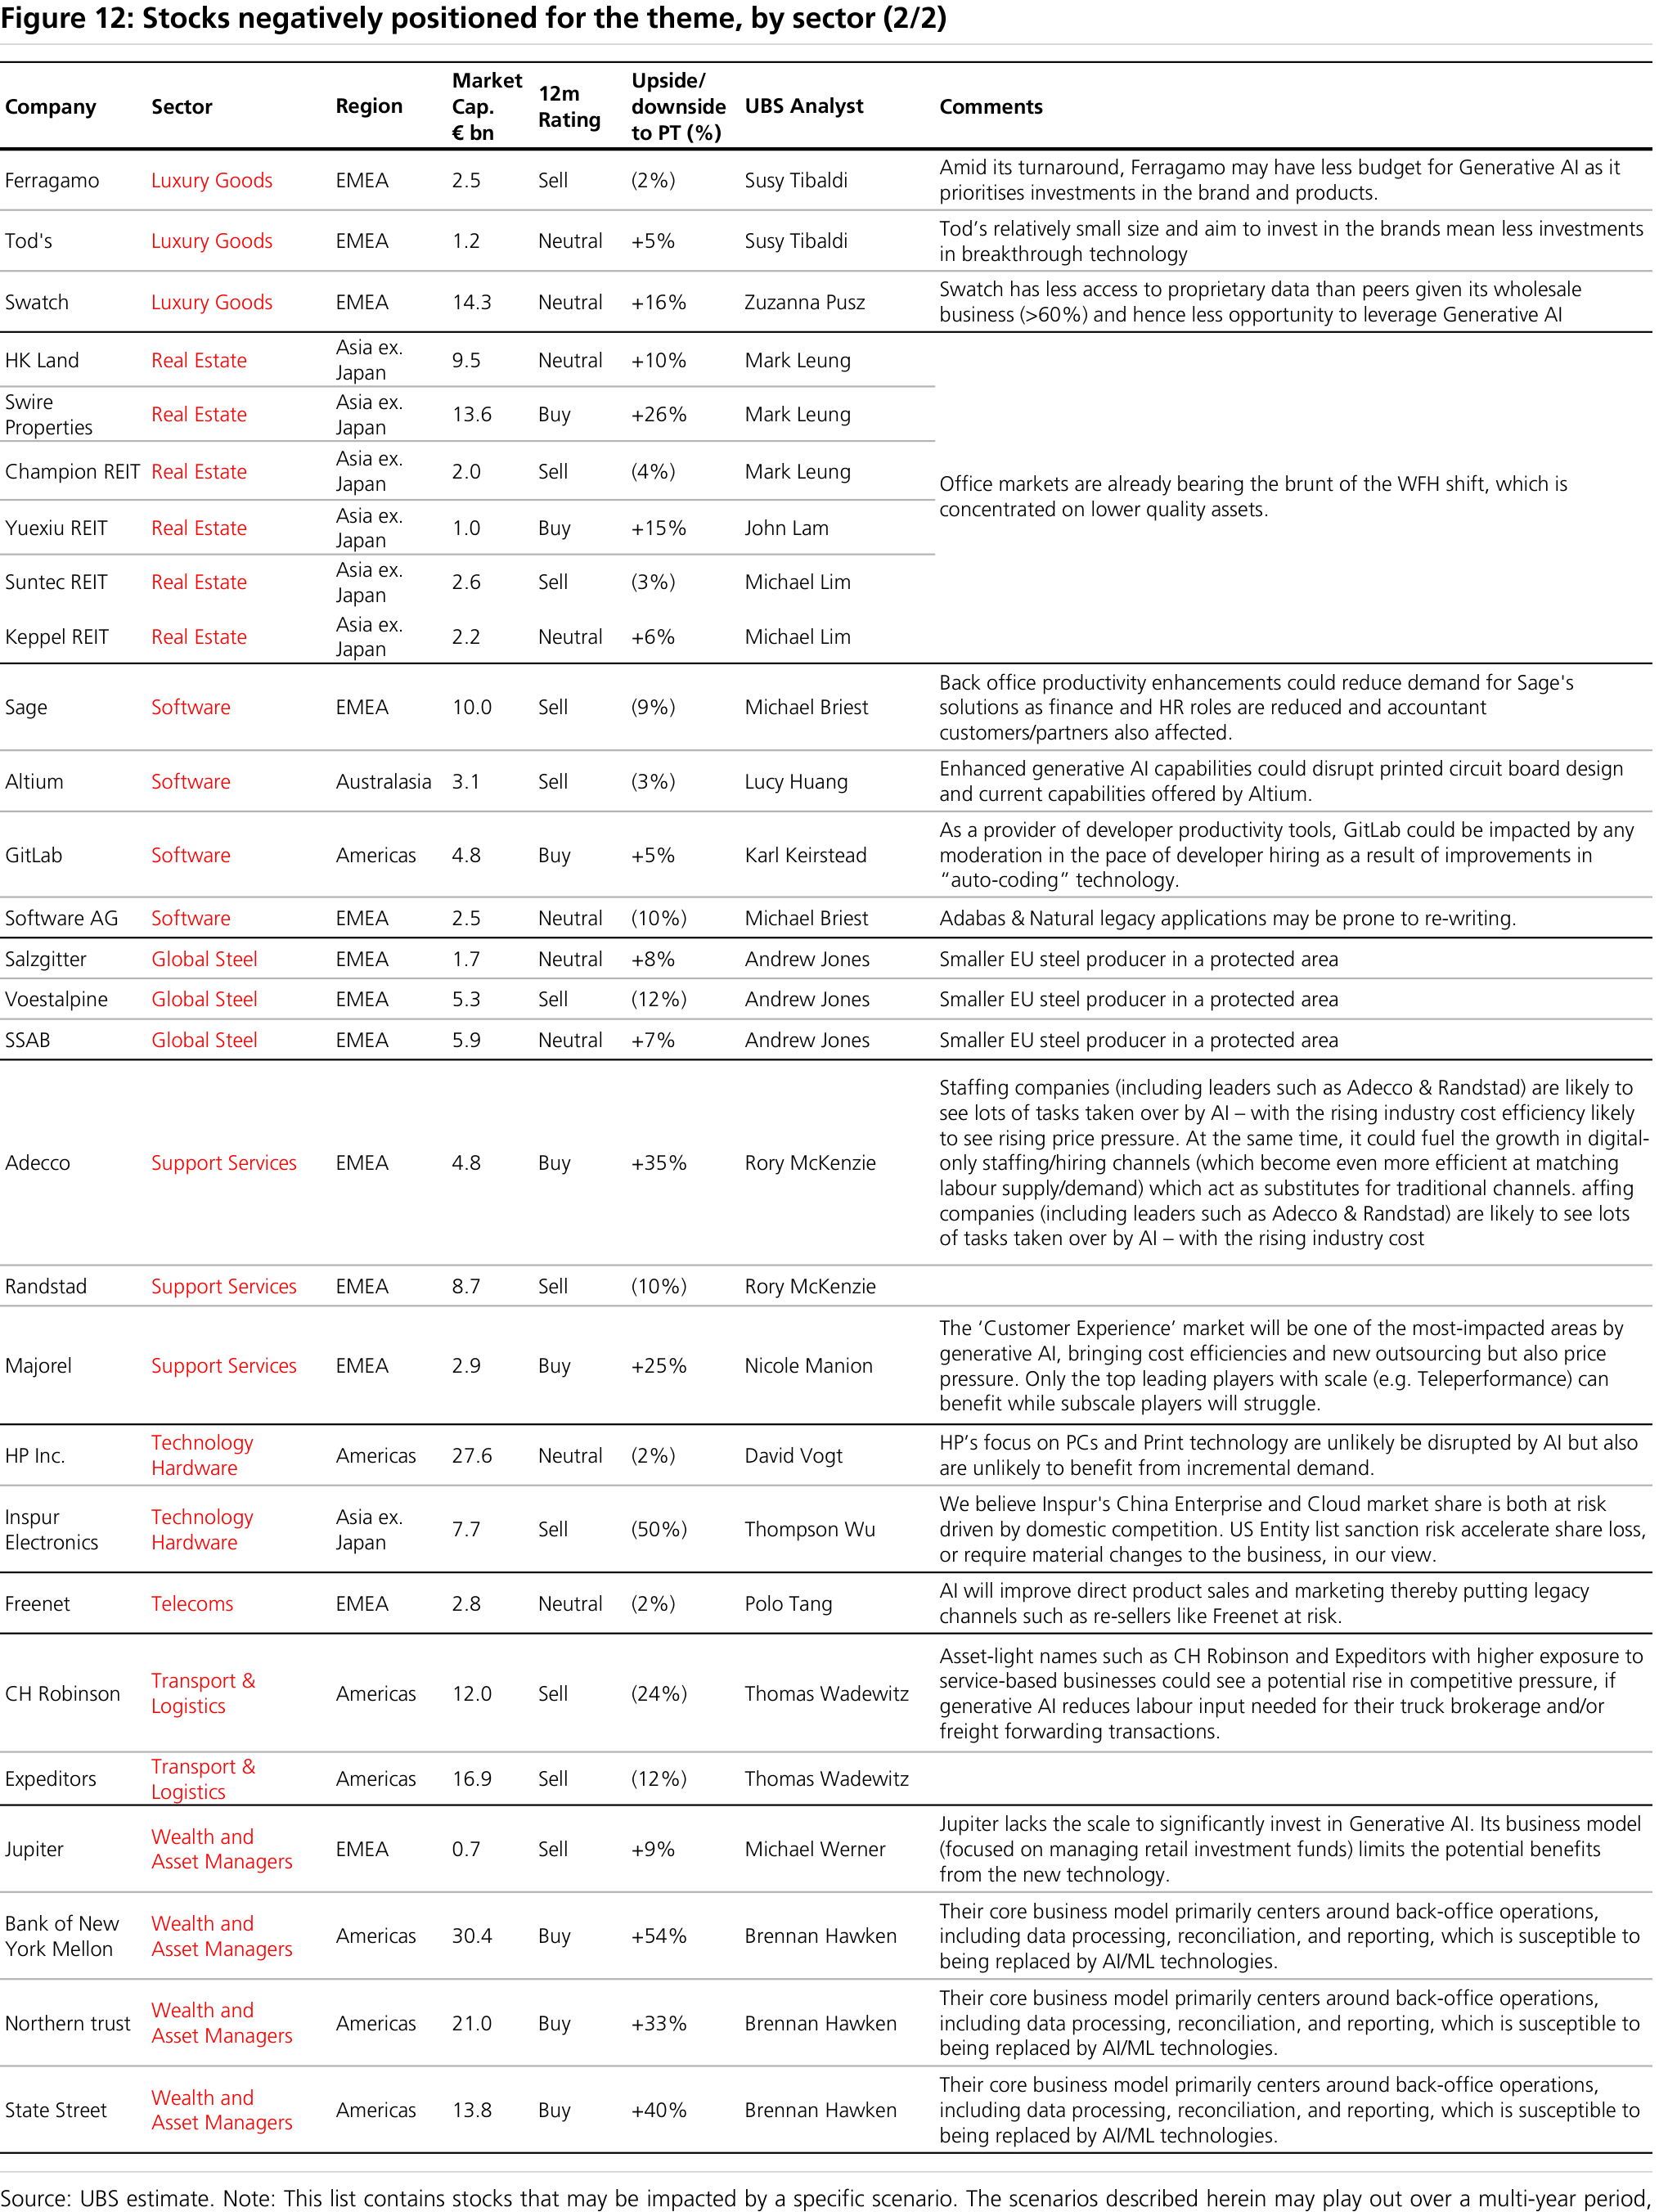 Figure 12: Stocks negatively positioned for the theme, by sector (2/2)
Company Sector Region Market Cap. € bn 12m Rating Upside/ downside to PT (%) UBS Analyst Comments
Ferragamo Luxury Goods EMEA 2.5 Sell (2%) Susy Tibaldi Amid its turnaround, Ferragamo may have less budget for Generative AI as it
prioritises investments in the brand and products.
Tod's Luxury Goods EMEA 1.2 Neutral +5% Susy Tibaldi Tod’s relatively small size and aim to invest in the brands mean less investments
in breakthrough technology
Swatch Luxury Goods EMEA 14.3 Neutral +16% Zuzanna Pusz Swatch has less access to proprietary data than peers given its wholesale
business (>60%) and hence less opportunity to leverage Generative AI
HK Land Real Estate Asia ex. Japan 9.5 Neutral +10% Mark Leung
Swire Properties Real Estate Asia ex. Japan 13.6 Buy +26% Mark Leung
Champion REIT Real Estate Asia ex. Japan 2.0 Sell (4%) Mark Leung
Office markets are already bearing the brunt of the WFH shift, which is
concentrated on lower quality assets.
Yuexiu REIT Real Estate Asia ex. Japan 1.0 Buy +15% John Lam
Suntec REIT Real Estate Asia ex. Japan 2.6 Sell (3%) Michael Lim
Keppel REIT Real Estate Asia ex. Japan 2.2 Neutral +6% Michael Lim
Sage Software EMEA 10.0 Sell (9%) Michael Briest Back office productivity enhancements could reduce demand for Sage's
solutions as finance and HR roles are reduced and accountant
customers/partners also affected.
Altium Software Australasia 3.1 Sell (3%) Lucy Huang Enhanced generative AI capabilities could disrupt printed circuit board design
and current capabilities offered by Altium.
GitLab Software Americas 4.8 Buy +5% Karl Keirstead As a provider of developer productivity tools, GitLab could be impacted by any
moderation in the pace of developer hiring as a result of improvements in
“auto-coding” technology.
Software AG Software EMEA 2.5 Neutral (10%) Michael Briest Adabas & Natural legacy applications may be prone to re-writing.
Salzgitter Global Steel EMEA 1.7 Neutral +8% Andrew Jones Smaller EU steel producer in a protected area
Voestalpine Global Steel EMEA 5.3 Sell (12%) Andrew Jones Smaller EU steel producer in a protected area
SSAB Global Steel EMEA 5.9 Neutral +7% Andrew Jones Smaller EU steel producer in a protected area
Adecco Support Services EMEA 4.8 Buy +35% Rory McKenzie Staffing companies (including leaders such as Adecco & Randstad) are likely to
see lots of tasks taken over by AI – with the rising industry cost efficiency likely
to see rising price pressure. At the same time, it could fuel the growth in digital-
only staffing/hiring channels (which become even more efficient at matching
labour supply/demand) which act as substitutes for traditional channels. affing
companies (including leaders such as Adecco & Randstad) are likely to see lots
of tasks taken over by AI – with the rising industry cost
Randstad Support Services EMEA 8.7 Sell (10%) Rory McKenzie
Majorel Support Services EMEA 2.9 Buy +25% Nicole Manion The ‘Customer Experience’ market will be one of the most-impacted areas by
generative AI, bringing cost efficiencies and new outsourcing but also price
pressure. Only the top leading players with scale (e.g. Teleperformance) can
benefit while subscale players will struggle.
HP Inc. Technology Hardware Americas 27.6 Neutral (2%) David Vogt HP’s focus on PCs and Print technology are unlikely be disrupted by AI but also
are unlikely to benefit from incremental demand.
Inspur Electronics Technology Hardware Asia ex. Japan 7.7 Sell (50%) Thompson Wu We believe Inspur's China Enterprise and Cloud market share is both at risk
driven by domestic competition. US Entity list sanction risk accelerate share loss,
or require material changes to the business, in our view.
Freenet Telecoms EMEA 2.8 Neutral (2%) Polo Tang AI will improve direct product sales and marketing thereby putting legacy
channels such as re-sellers like Freenet at risk.
CH Robinson Transport & Logistics Americas 12.0 Sell (24%) Thomas Wadewitz Asset-light names such as CH Robinson and Expeditors with higher exposure to
service-based businesses could see a potential rise in competitive pressure, if
generative AI reduces labour input needed for their truck brokerage and/or
freight forwarding transactions.
Expeditors Transport & Logistics Americas 16.9 Sell (12%) Thomas Wadewitz
Jupiter Wealth and Asset Managers EMEA 0.7 Sell +9% Michael Werner Jupiter lacks the scale to significantly invest in Generative AI. Its business model
(focused on managing retail investment funds) limits the potential benefits
from the new technology.
Bank of New York Mellon Wealth and Asset Managers Americas 30.4 Buy +54% Brennan Hawken Their core business model primarily centers around back-office operations,
including data processing, reconciliation, and reporting, which is susceptible to
being replaced by AI/ML technologies.
Northern trust Wealth and Asset Managers Americas 21.0 Buy +33% Brennan Hawken Their core business model primarily centers around back-office operations,
including data processing, reconciliation, and reporting, which is susceptible to
being replaced by AI/ML technologies.
State Street Wealth and Asset Managers Americas 13.8 Buy +40% Brennan Hawken Their core business model primarily centers around back-office operations,
including data processing, reconciliation, and reporting, which is susceptible to
being replaced by AI/ML technologies.
Source: UBS estimate. Note: This list contains stocks that may be impacted by a specific scenario. The scenarios described herein may play out over a multi-year period,